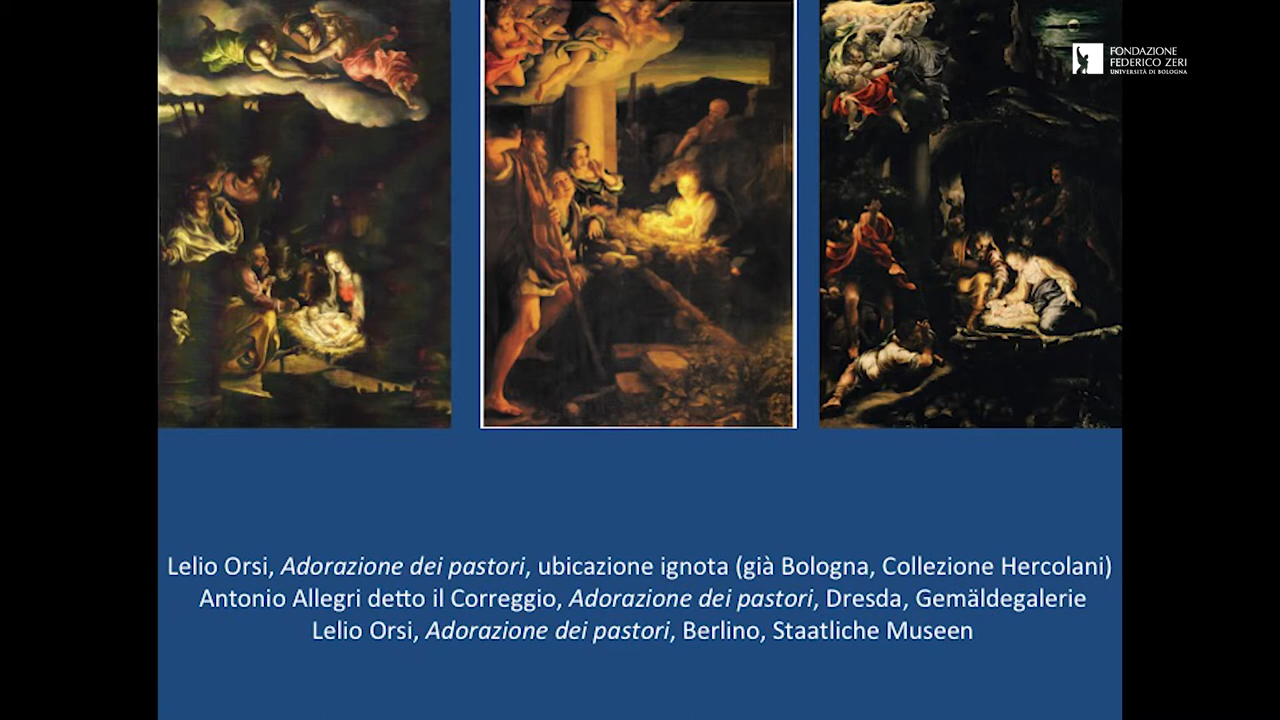 FONDAZIONE
FEDERICO ZERI
UNIVERSITÀ DI BOLOGNA
Lelio Orsi, Adorazione dei pastori, ubicazione ignota (già Bologna, Collezione Hercolani)
Antonio Allegri detto il Correggio, Adorazione dei pastori, Dresda, Gemäldegalerie
Lelio Orsi, Adorazione dei pastori, Berlino, Staatliche Museen